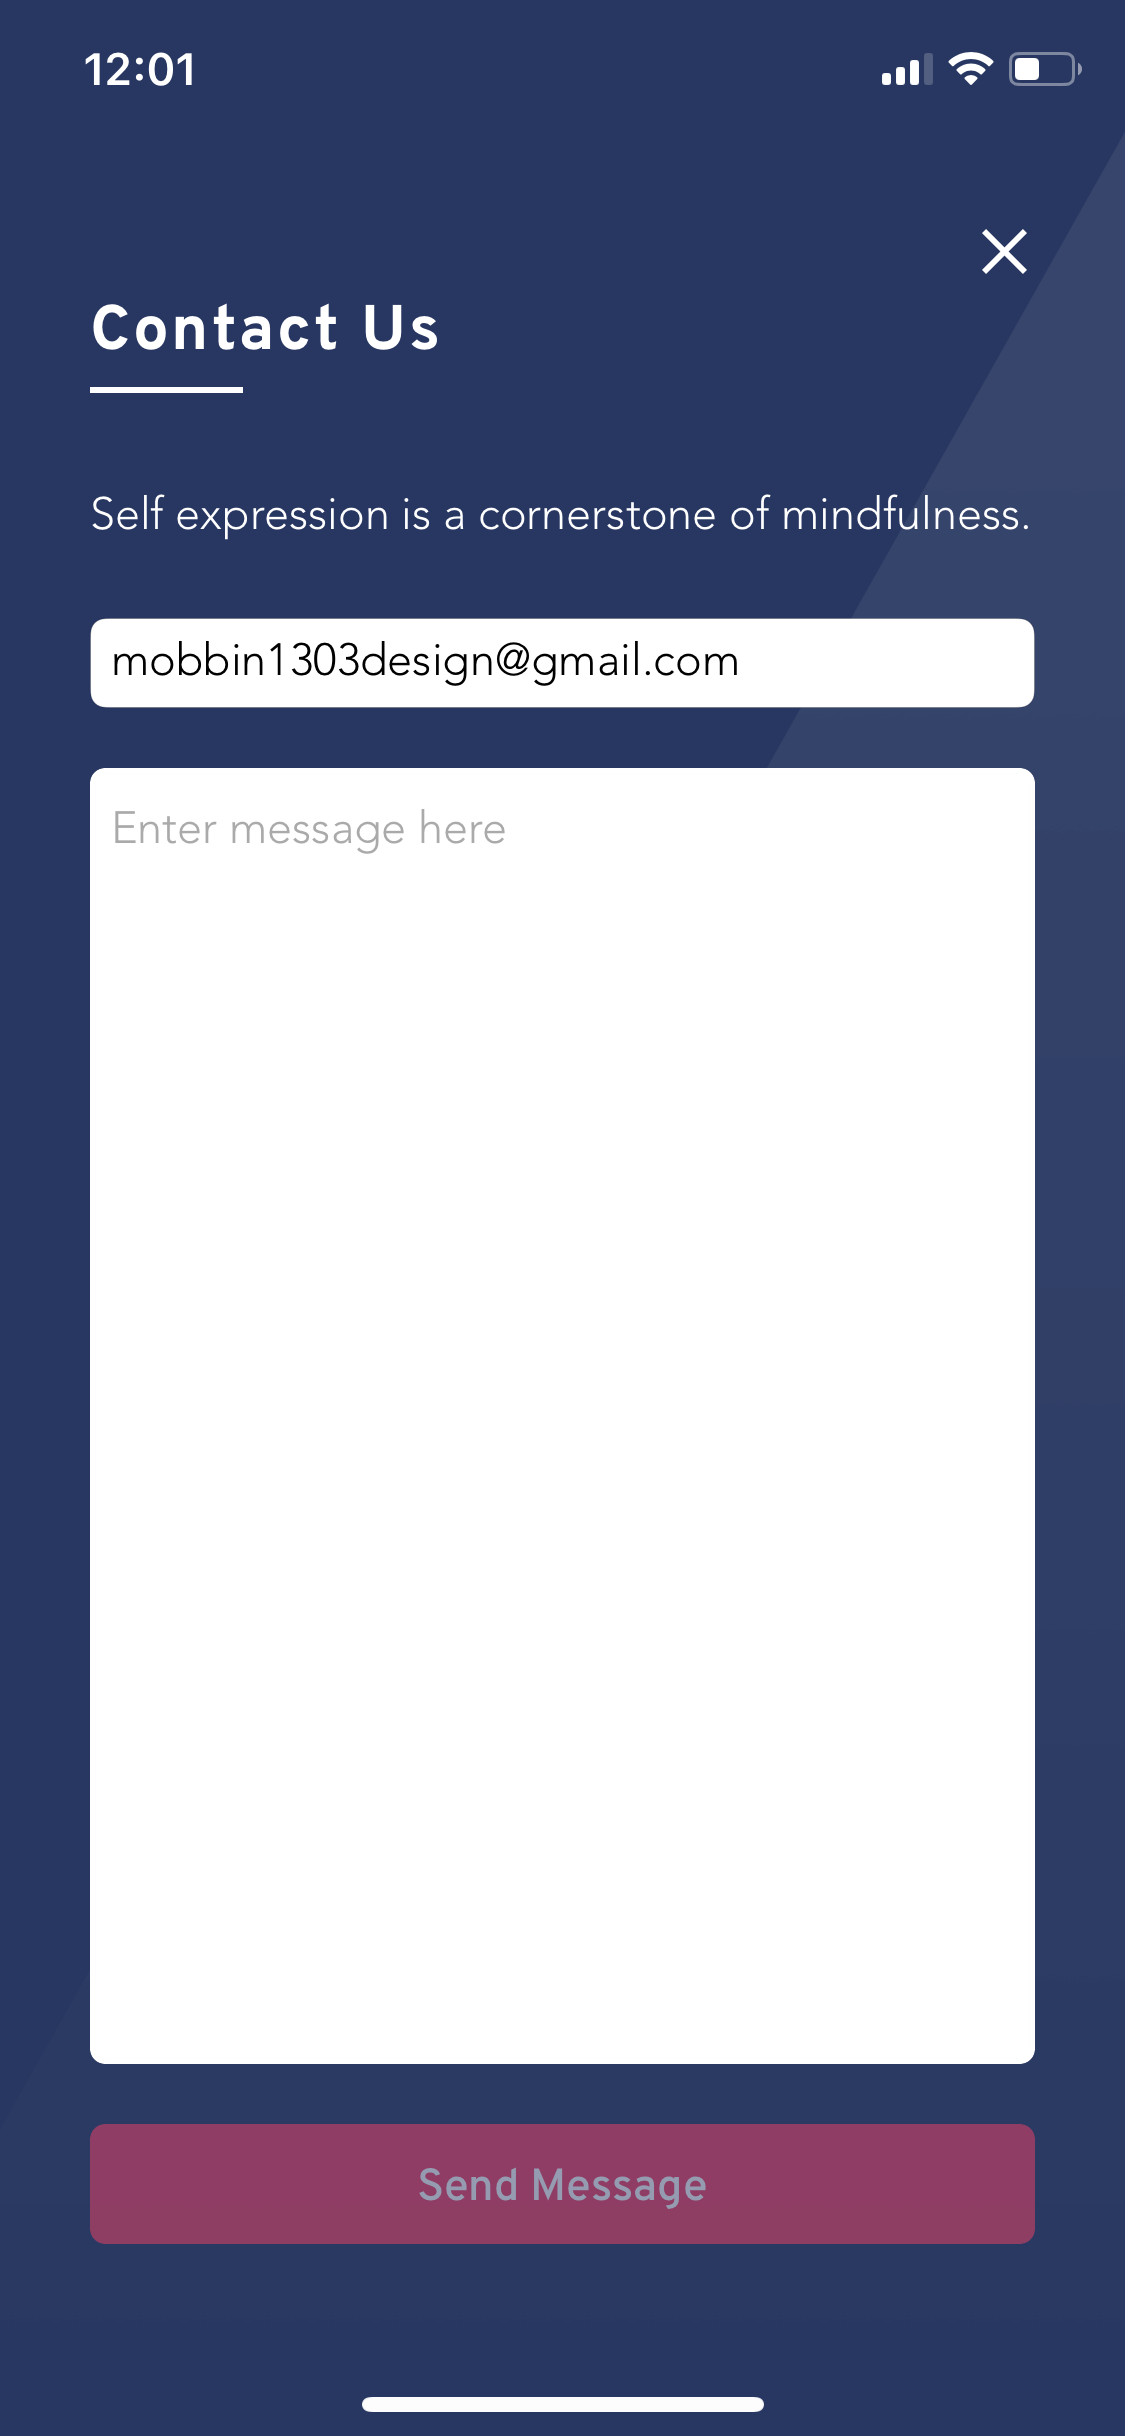 12:01
Contact Us
Self expression is a cornerstone of mindfulness.
mobbin1303design@gmail.com
Enter message here
Send Message